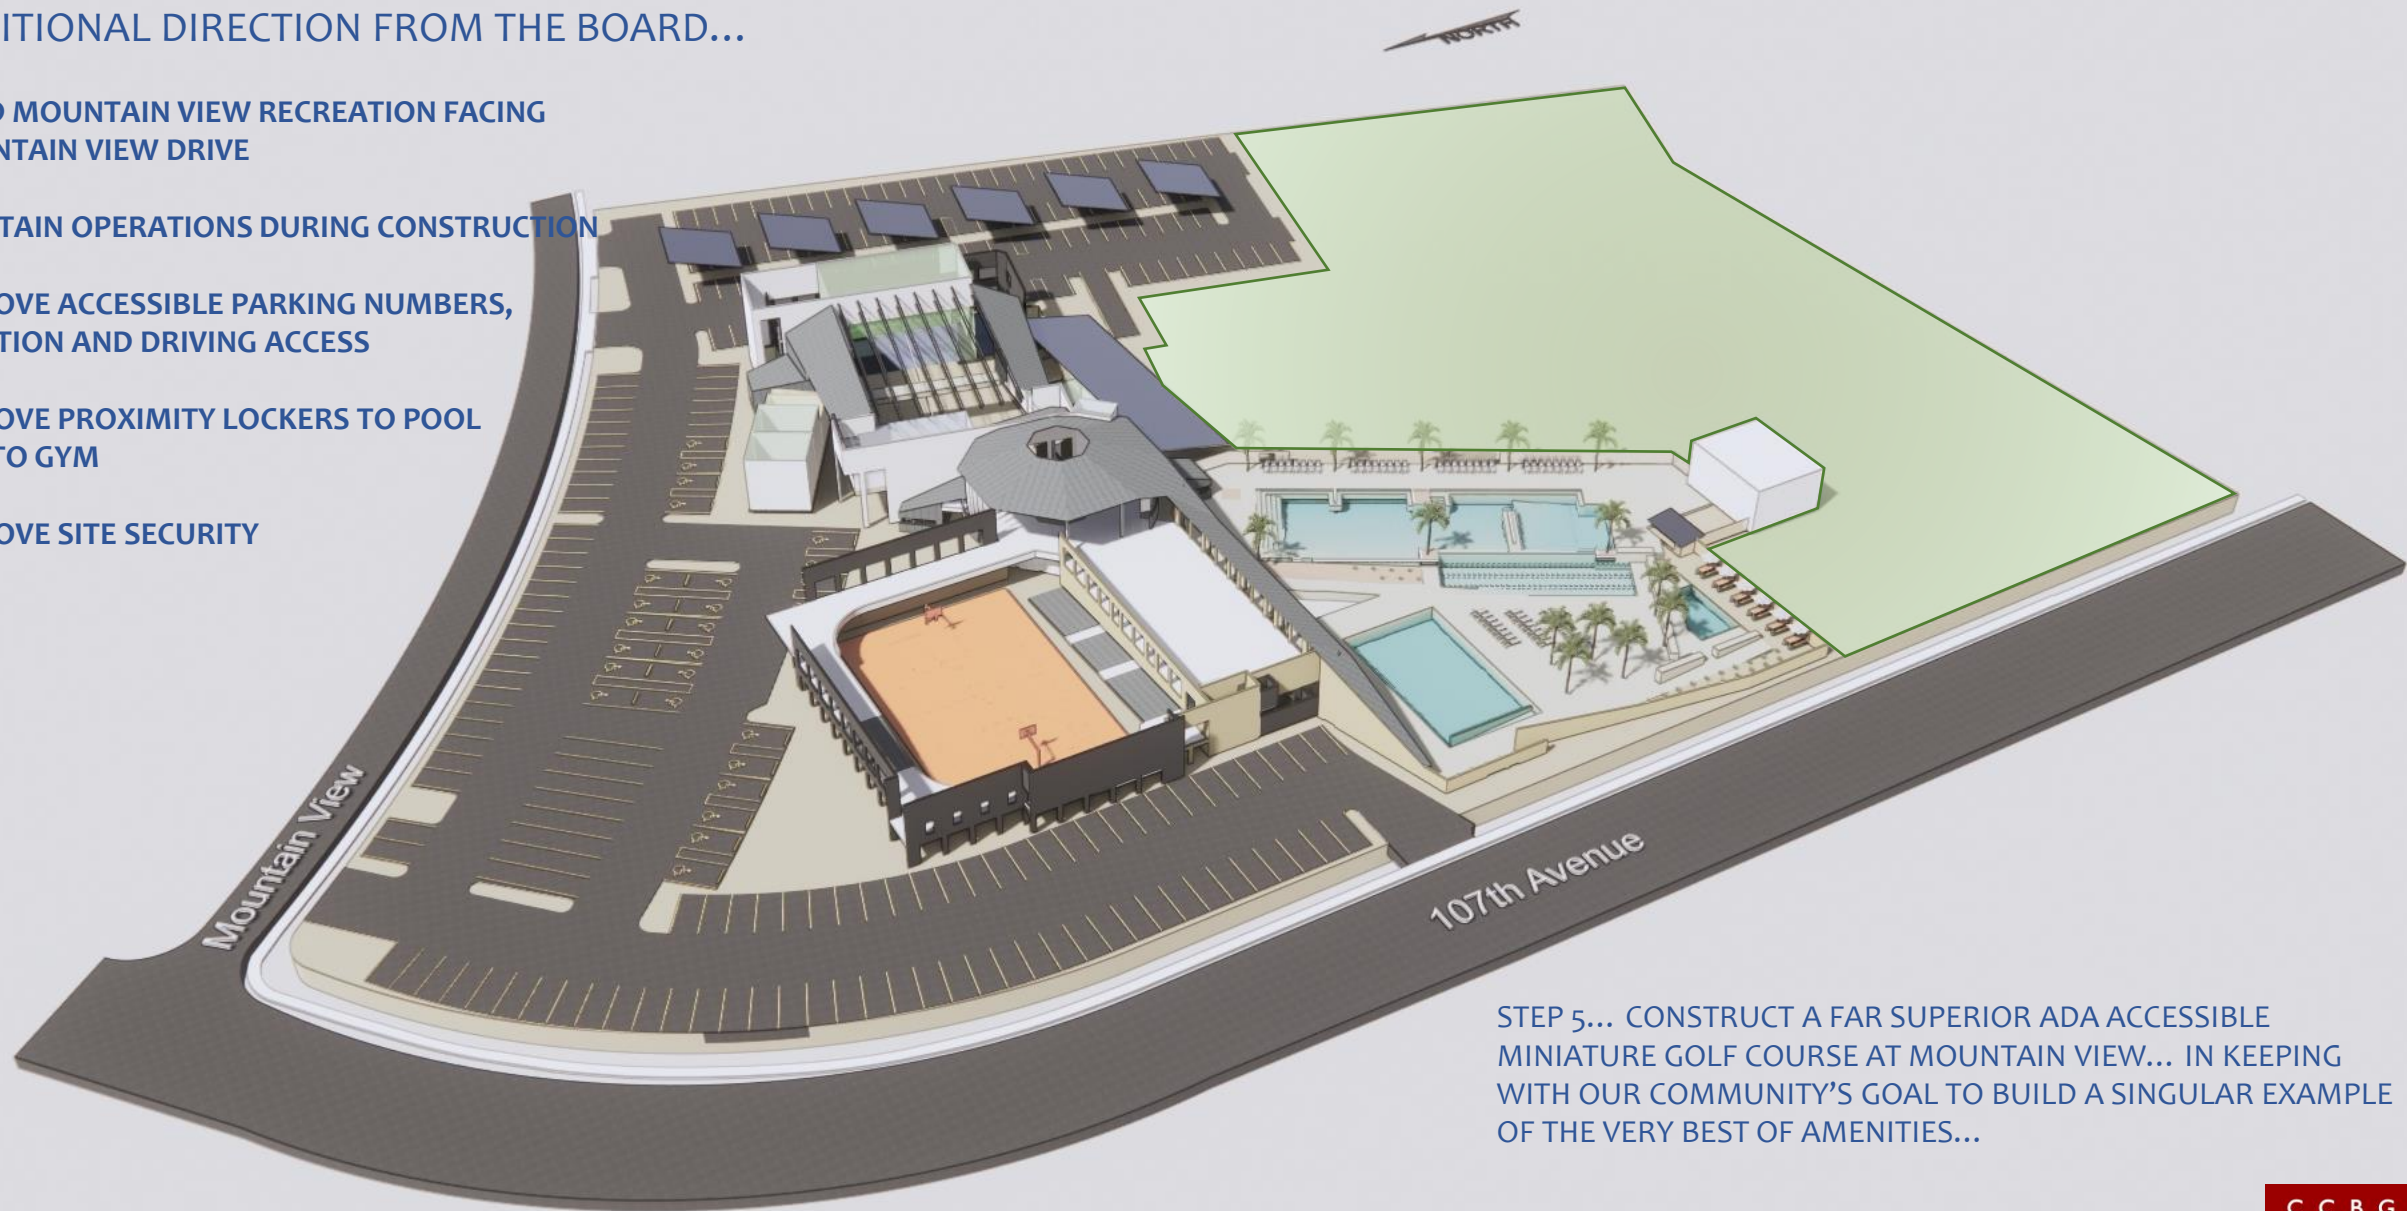 ITIONAL DIRECTION FROM THE BOARD…
MOUNTAIN VIEW RECREATION FACING
NTAIN VIEW DRIVE
TAIN OPERATIONS DURING CONSTRUCTION
OVE ACCESSIBLE PARKING NUMBERS,
TION AND DRIVING ACCESS
OVE PROXIMITY LOCKERS TO POOL
TO GYM
OVE SITE SECURITY
NORTH
Mountain View
107th Avenue
STEP 5… CONSTRUCT A FAR SUPERIOR ADA ACCESSIBLE
MINIATURE GOLF COURSE AT MOUNTAIN VIEW… IN KEEPING
WITH OUR COMMUNITY’S GOAL TO BUILD A SINGULAR EXAMPLE
OF THE VERY BEST OF AMENITIES…
C C B G